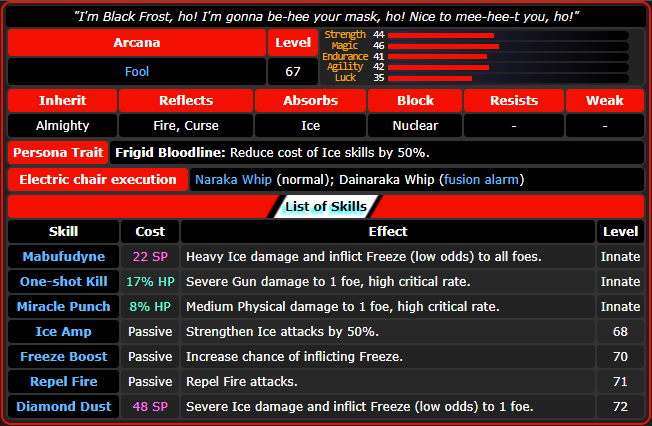 "I'm Black Frost, ho! I'm gonna be-hee your mask, ho! Nice to mee-hee-t you, ho!"
Arcana Level
Fool 67
Strength 44
Magic 46
Endurance 41
Agility 42
Luck 35
Inherit Reflects Absorbs Block Resists Weak
Almighty Fire, Curse Ice Nuclear - -
Persona Trait Frigid Bloodline: Reduce cost of Ice skills by 50%.
Electric chair execution Naraka Whip (normal); Dainaraka Whip (fusion alarm)
List of Skills
Skill Cost Effect Level
Mabufudyne 22 SP Heavy Ice damage and inflict Freeze (low odds) to all foes. Innate
One-shot Kill 17% HP Severe Gun damage to 1 foe, high critical rate. Innate
Miracle Punch 8% HP Medium Physical damage to 1 foe, high critical rate. Innate
Ice Amp Passive Strengthen Ice attacks by 50%. 68
Freeze Boost Passive Increase chance of inflicting Freeze. 70
Repel Fire Passive Repel Fire attacks. 71
Diamond Dust 48 SP Severe Ice damage and inflict Freeze (low odds) to 1 foe. 72